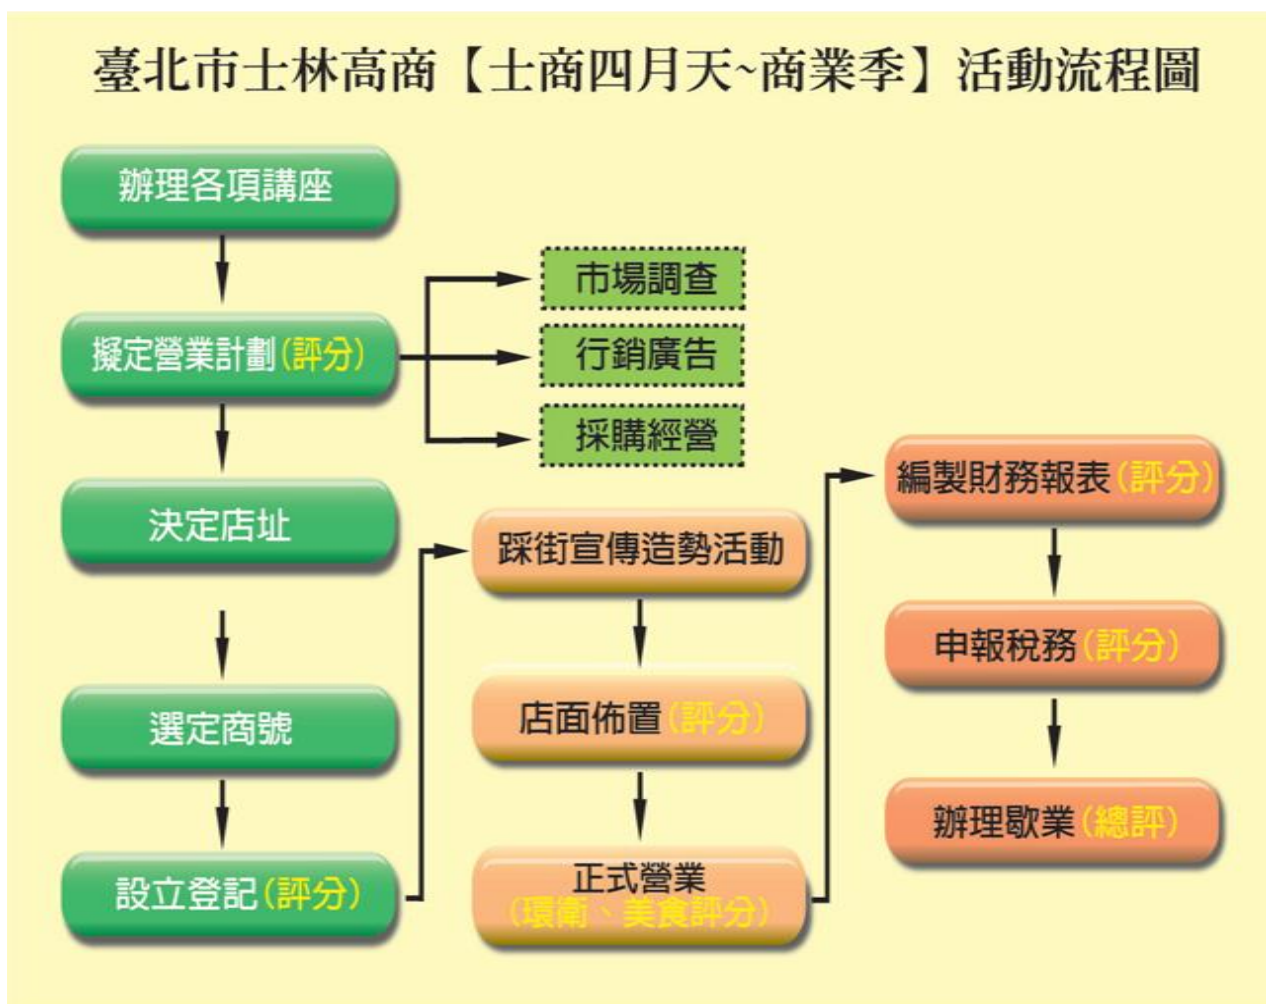 臺北市士林高商【士商四月天~商業季】活動流程圖
辦理各項講座
擬定營業計劃(評分)
市場調查
行銷廣告
採購經營
決定店址
選定商號
設立登記(評分)
踩街宣傳造勢活動
店面佈置(評分)
正式營業
(環衛、美食評分)
編製財務報表(評分)
申報稅務(評分)
辦理歇業(總評)